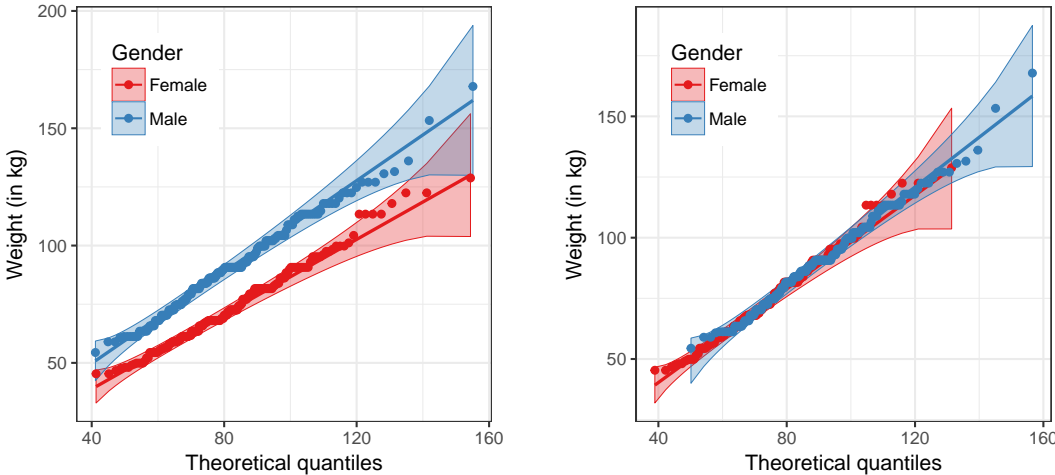 200
150
100
50
Weight (in kg)
Gender
Female
Male
40
80
120
160
Theoretical quantiles
150
100
50
Weight (in kg)
Gender
Female
Male
40
80
120
160
Theoretical quantiles